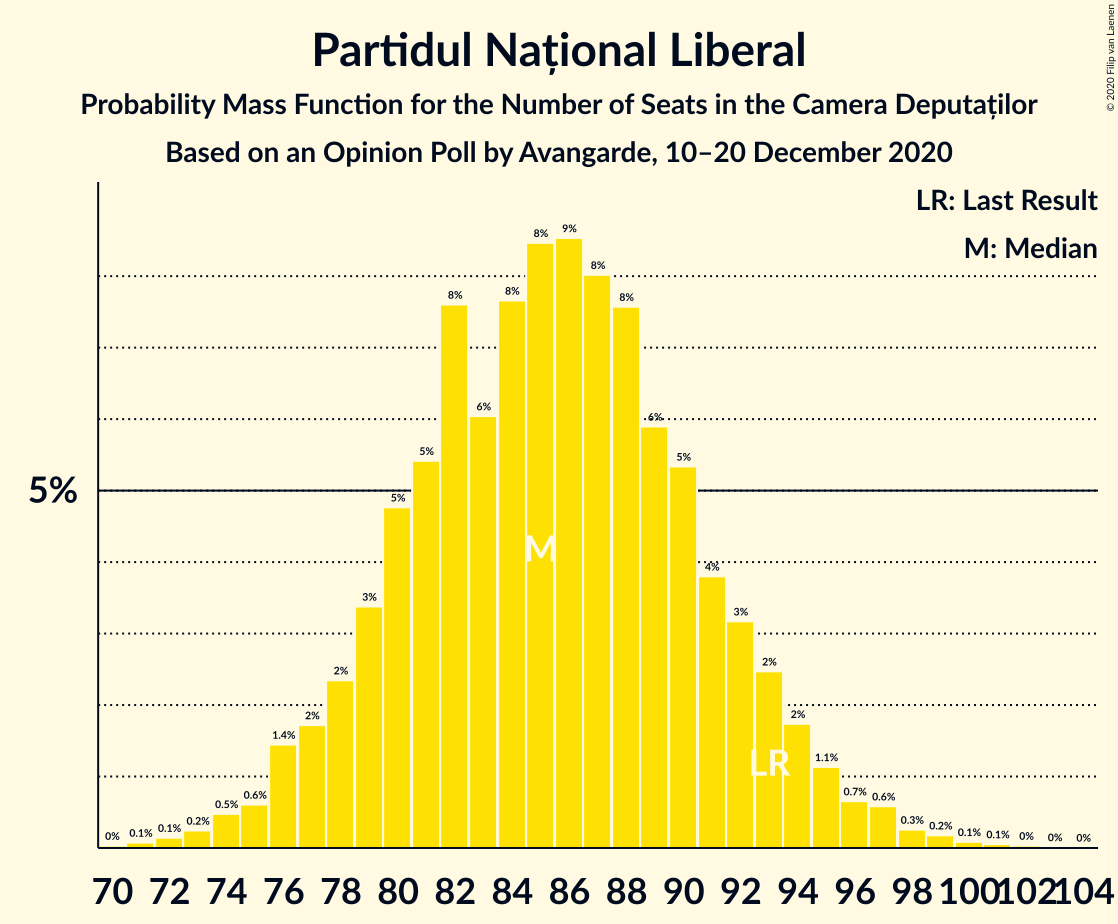 Partidul Național Liberal
Probability Mass Function for the Number of Seats in the Camera Deputaților
Based on an Opinion Poll by Avangarde, 10–20 December 2020
© 2020 Filip van Laenen
LR: Last Result
M: Median
5%
0% 0.1% 0.1% 0.2% 0.5% 0.6% 1.4% 2% 2% 3% 5% 5% 8% 6% 8% 8% 9% 8% 8% 6% 5% 4% 3% 2% 2% 1.1% 0.7% 0.6% 0.3% 0.2% 0.1% 0.1% 0% 0% 0%
M
LR
70 72 74 76 78 80 82 84 86 88 90 92 94 96 98 100 102 104